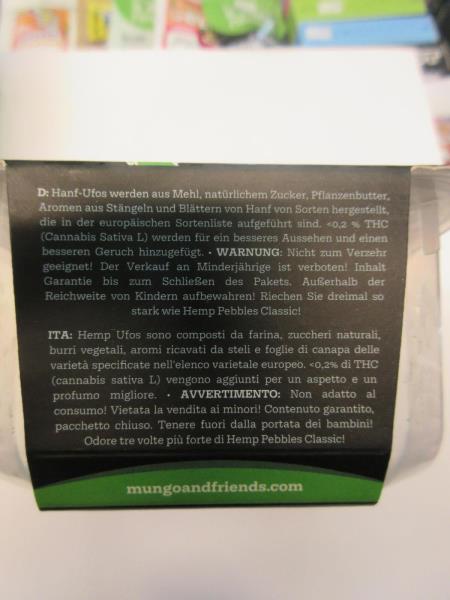 D: Hanf-Ufos werden aus Mehl, natürlichem Zucker, Pflanzenbutter,
Aromen aus Stängeln und Blättern von Hanf von Sorten hergestellt,
die in der europäischen Sortenliste aufgeführt sind. <0,2 % THC
(Cannabis Sativa L) werden für ein besseres Aussehen und einen
besseren Geruch hinzugefügt. • WARNUNG: Nicht zum Verzehr
geeignet! Der Verkauf an Minderjährige ist verboten! Inhalt
Garantie bis zum Schließen des Pakets. Außerhalb der
Reichweite von Kindern aufbewahren! Riechen Sie dreimal so
stark wie Hemp Pebbles Classic!
ITA: Hemp Ufos sono composti da farina, zuccheri naturali,
burri vegetali, aromi ricavati da steli e foglie di canapa delle
varietà specificate nell'elenco varietale europeo. <0,2% di THC
(cannabis sativa L) vengono aggiunti per un aspetto e un
profumo migliore. • AVVERTIMENTO: Non adatto al
consumo! Vietata la vendita ai minori! Contenuto garantito,
pacchetto chiuso. Tenere fuori dalla portata dei bambini!
Odore tre volte più forte di Hemp Pebbles Classic!
mungoandfriends.com